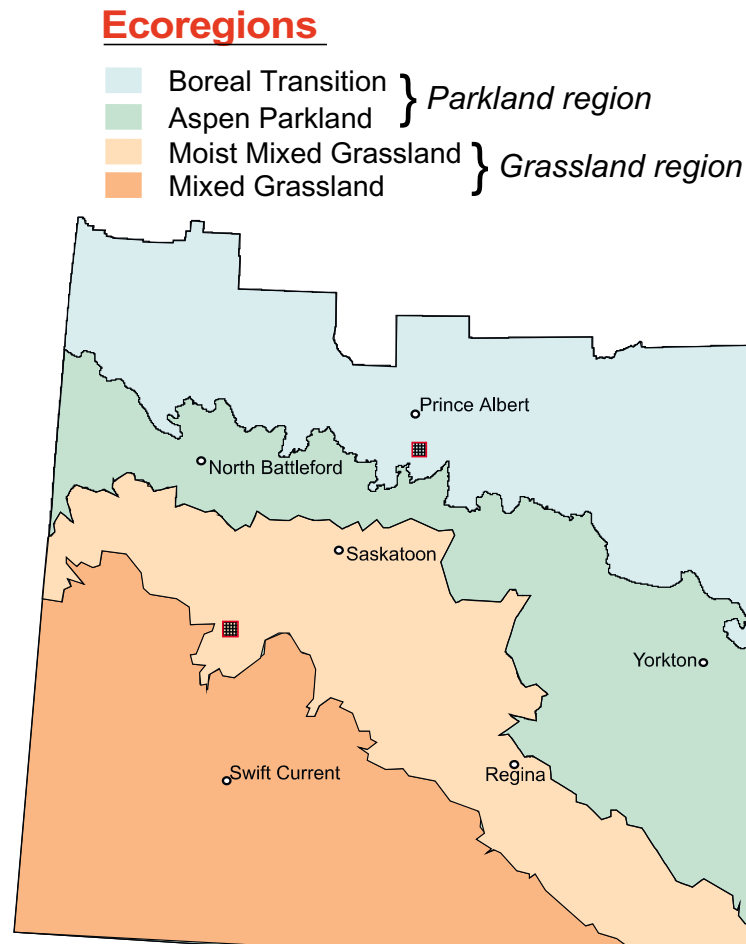 Ecoregions
Boreal Transition
Aspen Parkland
} Parkland region
Moist Mixed Grassland
Mixed Grassland
} Grassland region
Prince Albert
North Battleford
Saskatoon
Yorkton
Regina
Swift Current